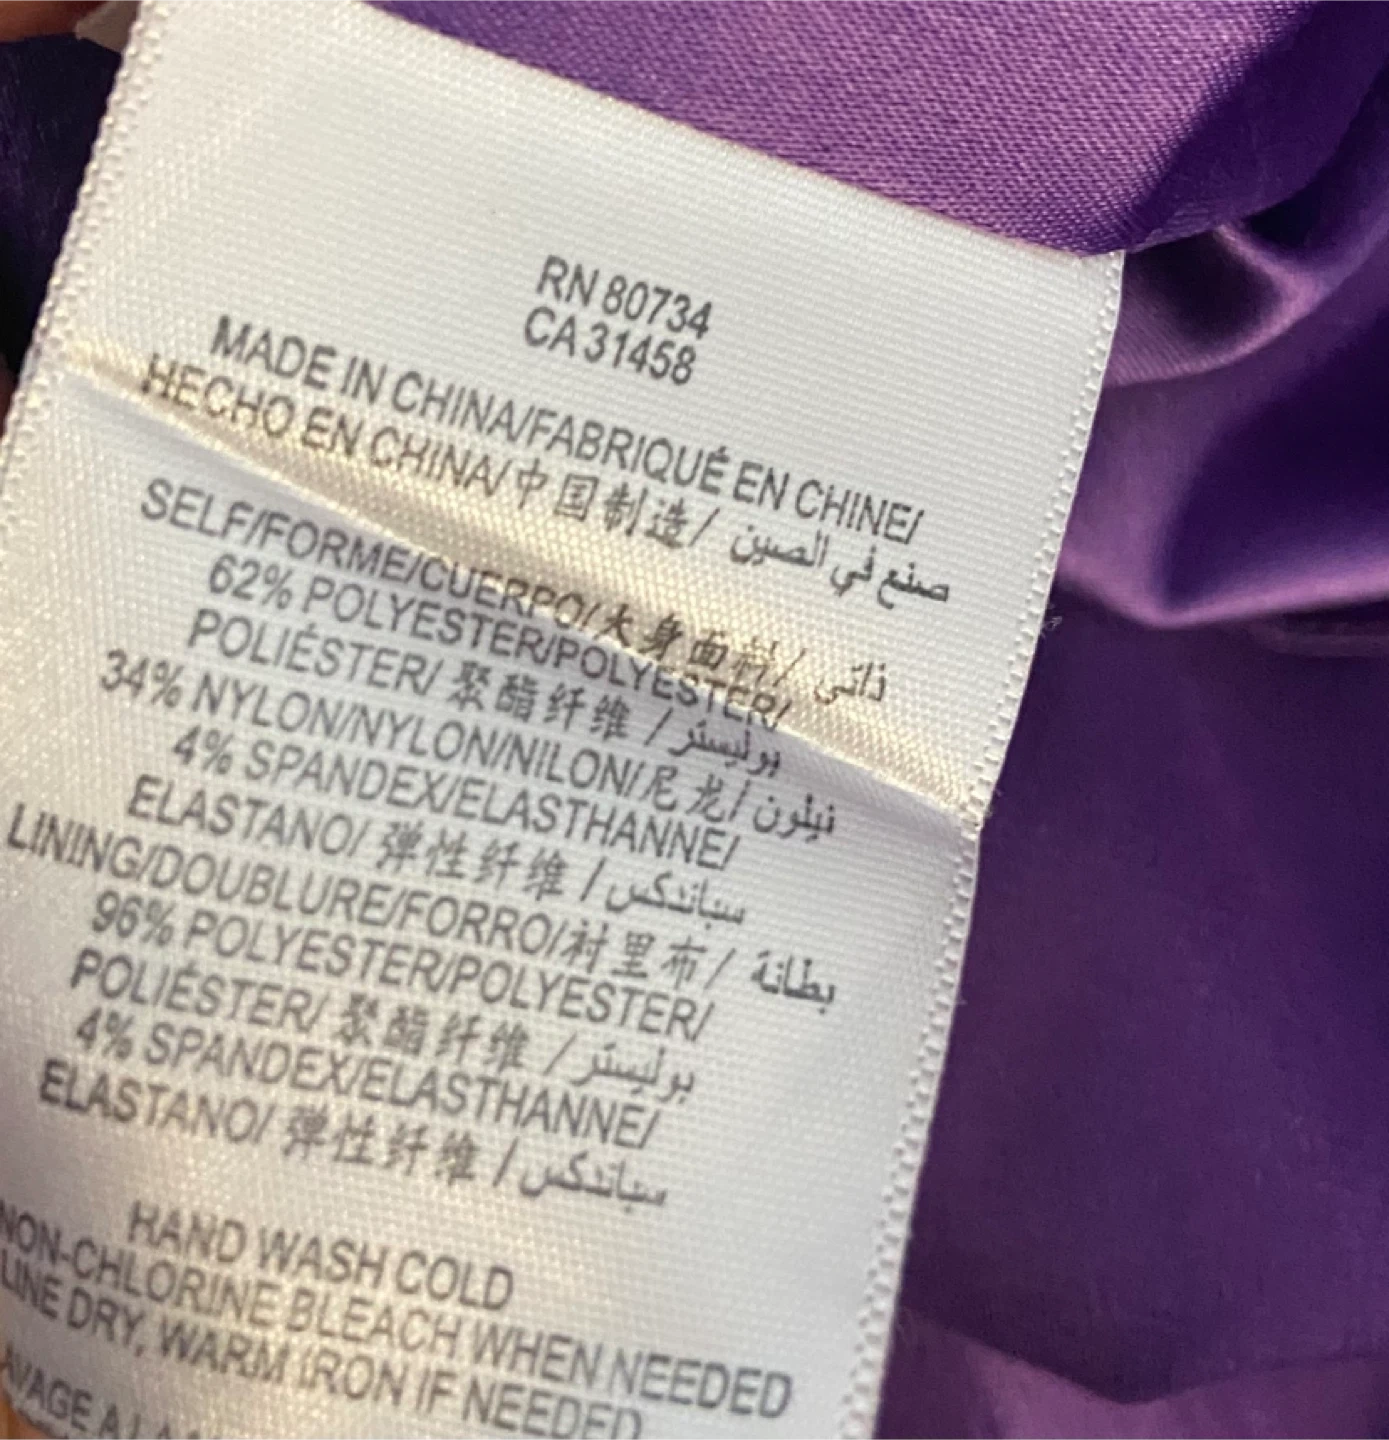 RN 80734
CA 31458
MADE IN CHINA/FABRIQUÉ EN CHINE/
HECHO EN CHINA/中国制造/ صنع في الصين
SELF/FORME/CUERPO/大身面料/ ذاتي
62% POLYESTER/POLYESTER/
POLIÉSTER/ 聚酯纤维 / بوليستر
34% NYLON/NYLON/NILON/尼龙/ نيلون
4% SPANDEX/ELASTHANNE/
ELASTANO/ 弹性纤维 / سباندكس
LINING/DOUBLURE/FORRO/衬里布/ بطانة
96% POLYESTER/POLYESTER/
POLIÉSTER/ 聚酯纤维 / بوليستر
4% SPANDEX/ELASTHANNE/
ELASTANO/ 弹性纤维 / سباندكس
HAND WASH COLD
NON-CHLORINE BLEACH WHEN NEEDED
LINE DRY, WARM IRON IF NEEDED